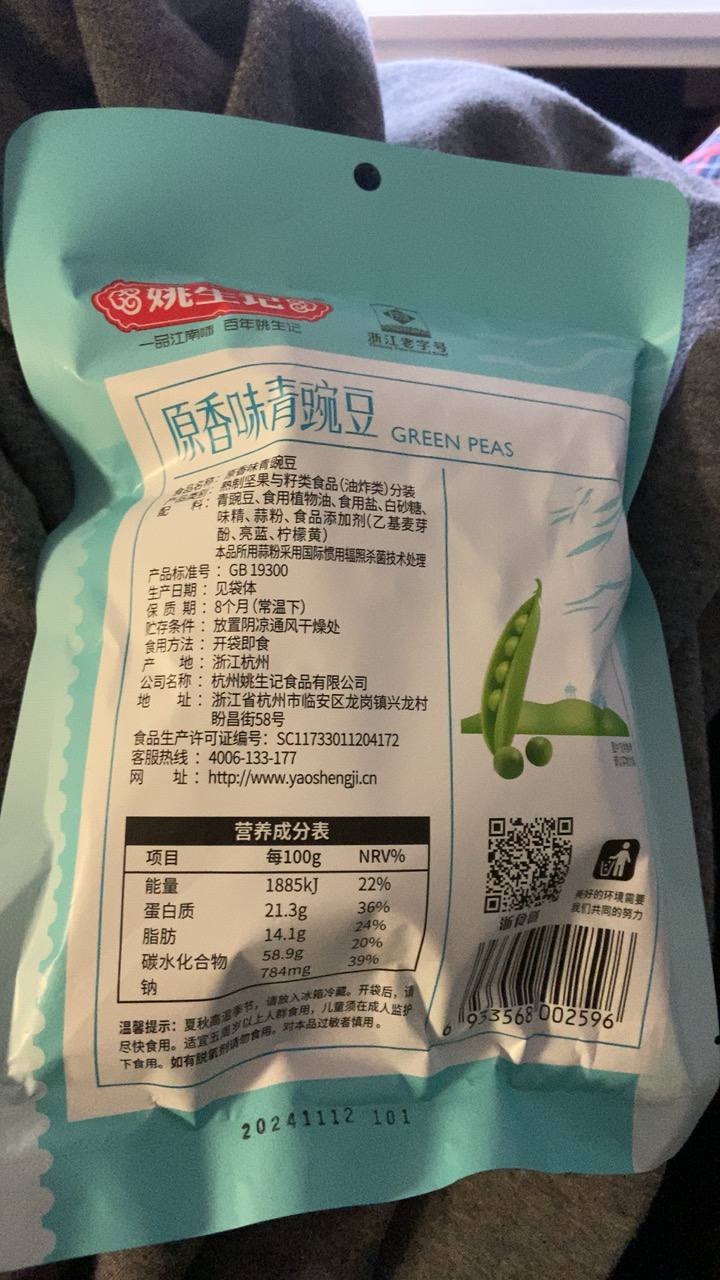 姚生记
一品江南味 百年姚生记
浙江老字号
原香味青豌豆 GREEN PEAS
食品名称：原香味青豌豆
产品类别：熟制坚果与籽类食品(油炸类)分装
配 料：青豌豆、食用植物油、食用盐、白砂糖、
味精、蒜粉、食品添加剂(乙基麦芽
酚、亮蓝、柠檬黄)
本品所用蒜粉采用国际惯用辐照杀菌技术处理
产品标准号：GB 19300
生产日期：见袋体
保 质 期：8个月(常温下)
贮存条件：放置阴凉通风干燥处
食用方法：开袋即食
产 地：浙江杭州
公司名称：杭州姚生记食品有限公司
地 址：浙江省杭州市临安区龙岗镇兴龙村
盼昌街58号
食品生产许可证编号：SC11733011204172
客服热线：4006-133-177
网 址：http://www.yaoshengji.cn
营养成分表
项目 每100g NRV%
能量 1885kJ 22%
蛋白质 21.3g 36%
脂肪 14.1g 24%
碳水化合物 58.9g 20%
钠 784mg 39%
温馨提示：夏秋高温季节，请放入冰箱冷藏。开袋后，请
尽快食用。适宜五周岁以上人群食用，儿童须在成人监护
下食用。如有脱氧剂请勿食用。对本品过敏者慎用。
浙食链
美好的环境需要
我们共同的努力
6 933568 002596
20241112 101